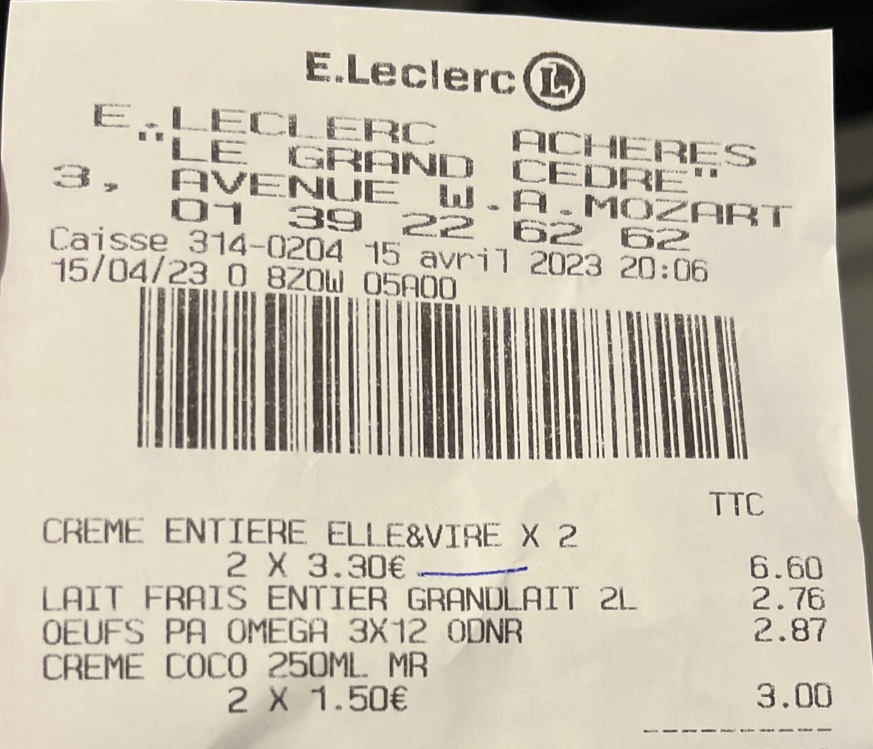 E.Leclerc L
E.LECLERC ACHERES
"LE GRAND CEDRE"
3, AVENUE W.A.MOZART
01 39 22 62 62
Caisse 314-0204 15 avril 2023 20:06
15/04/23 0 8Z0W 05A00
TTC
CREME ENTIERE ELLE&VIRE X 2
2 X 3.30€ 6.60
LAIT FRAIS ENTIER GRANDLAIT 2L 2.76
OEUFS PA OMEGA 3X12 ODNR 2.87
CREME COCO 250ML MR
2 X 1.50€ 3.00